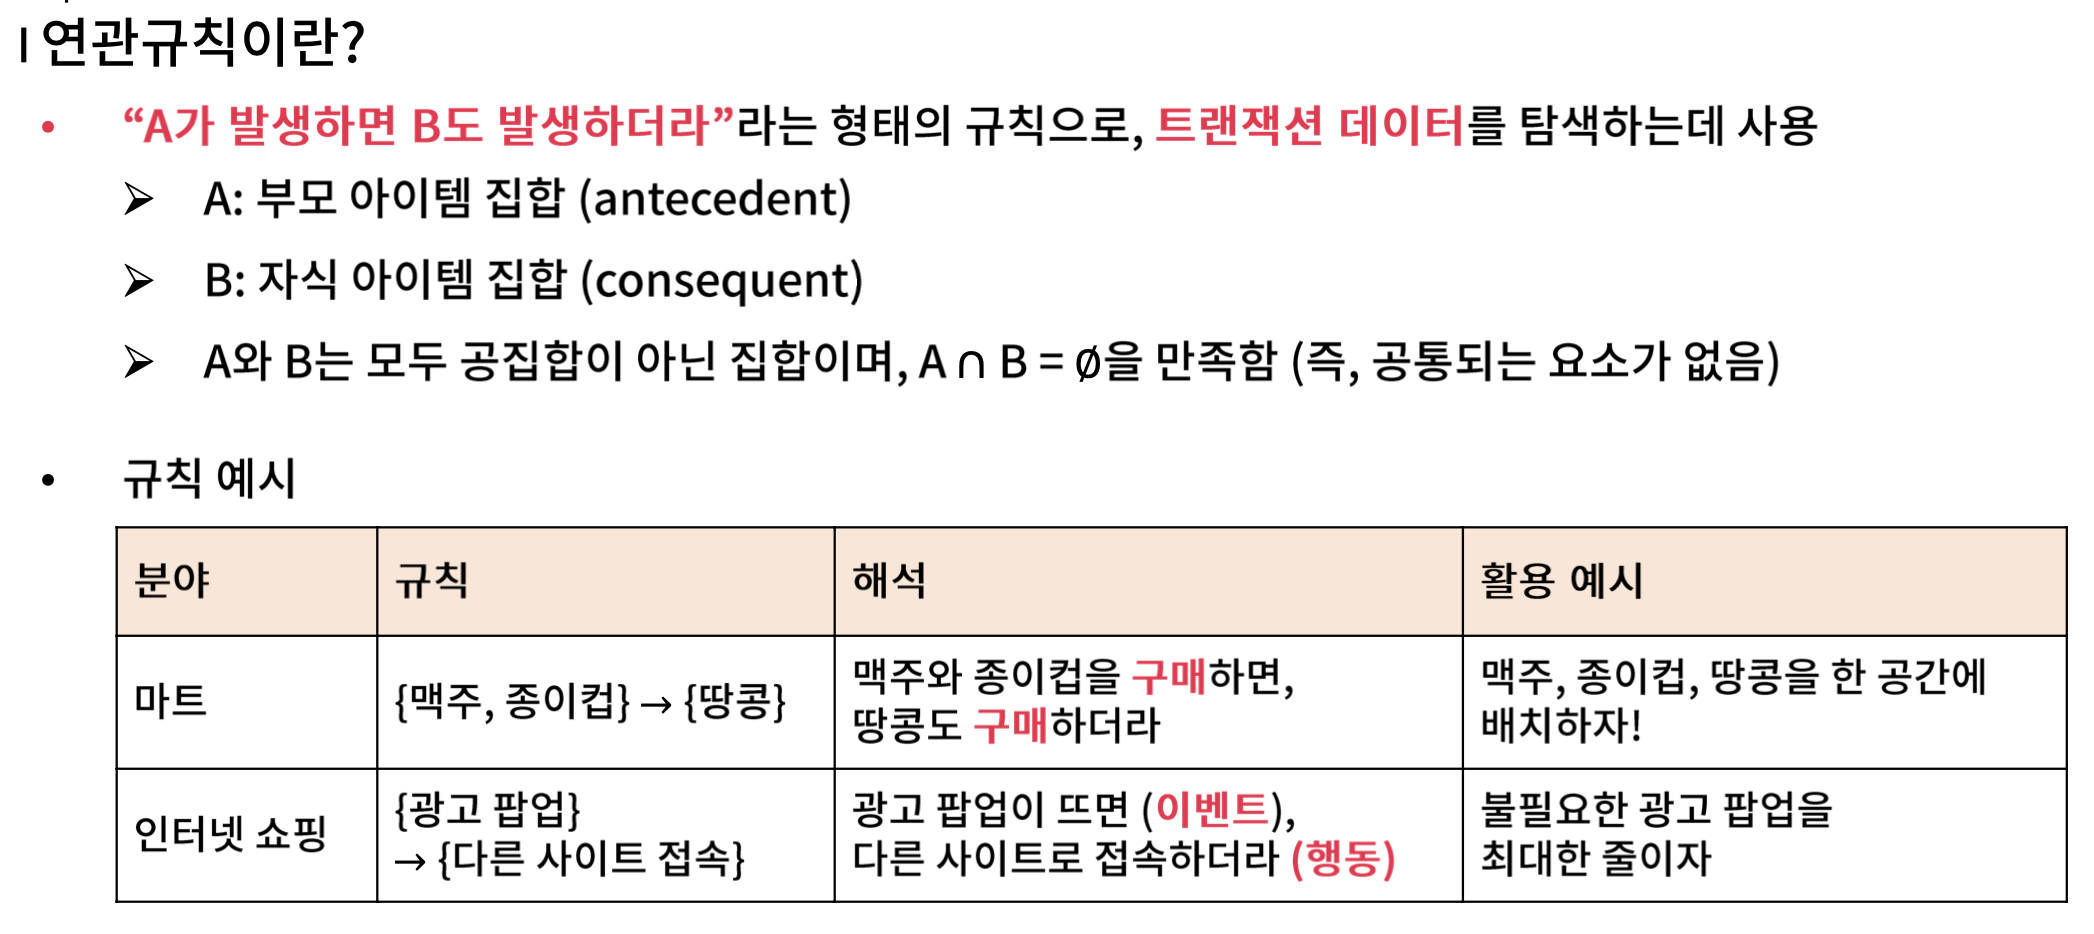 연관규칙이란?
• “A가 발생하면 B도 발생하더라”라는 형태의 규칙으로, 트랜잭션 데이터를 탐색하는데 사용
➢ A: 부모 아이템 집합 (antecedent)
➢ B: 자식 아이템 집합 (consequent)
➢ A와 B는 모두 공집합이 아닌 집합이며, A ∩ B = ∅을 만족함 (즉, 공통되는 요소가 없음)
• 규칙 예시
분야 규칙 해석 활용 예시
마트
{맥주, 종이컵} → {땅콩}
맥주와 종이컵을 구매하면,
땅콩도 구매하더라
맥주, 종이컵, 땅콩을 한 공간에
배치하자!
인터넷 쇼핑
{광고 팝업}
→ {다른 사이트 접속}
광고 팝업이 뜨면 (이벤트),
다른 사이트로 접속하더라 (행동)
불필요한 광고 팝업을
최대한 줄이자